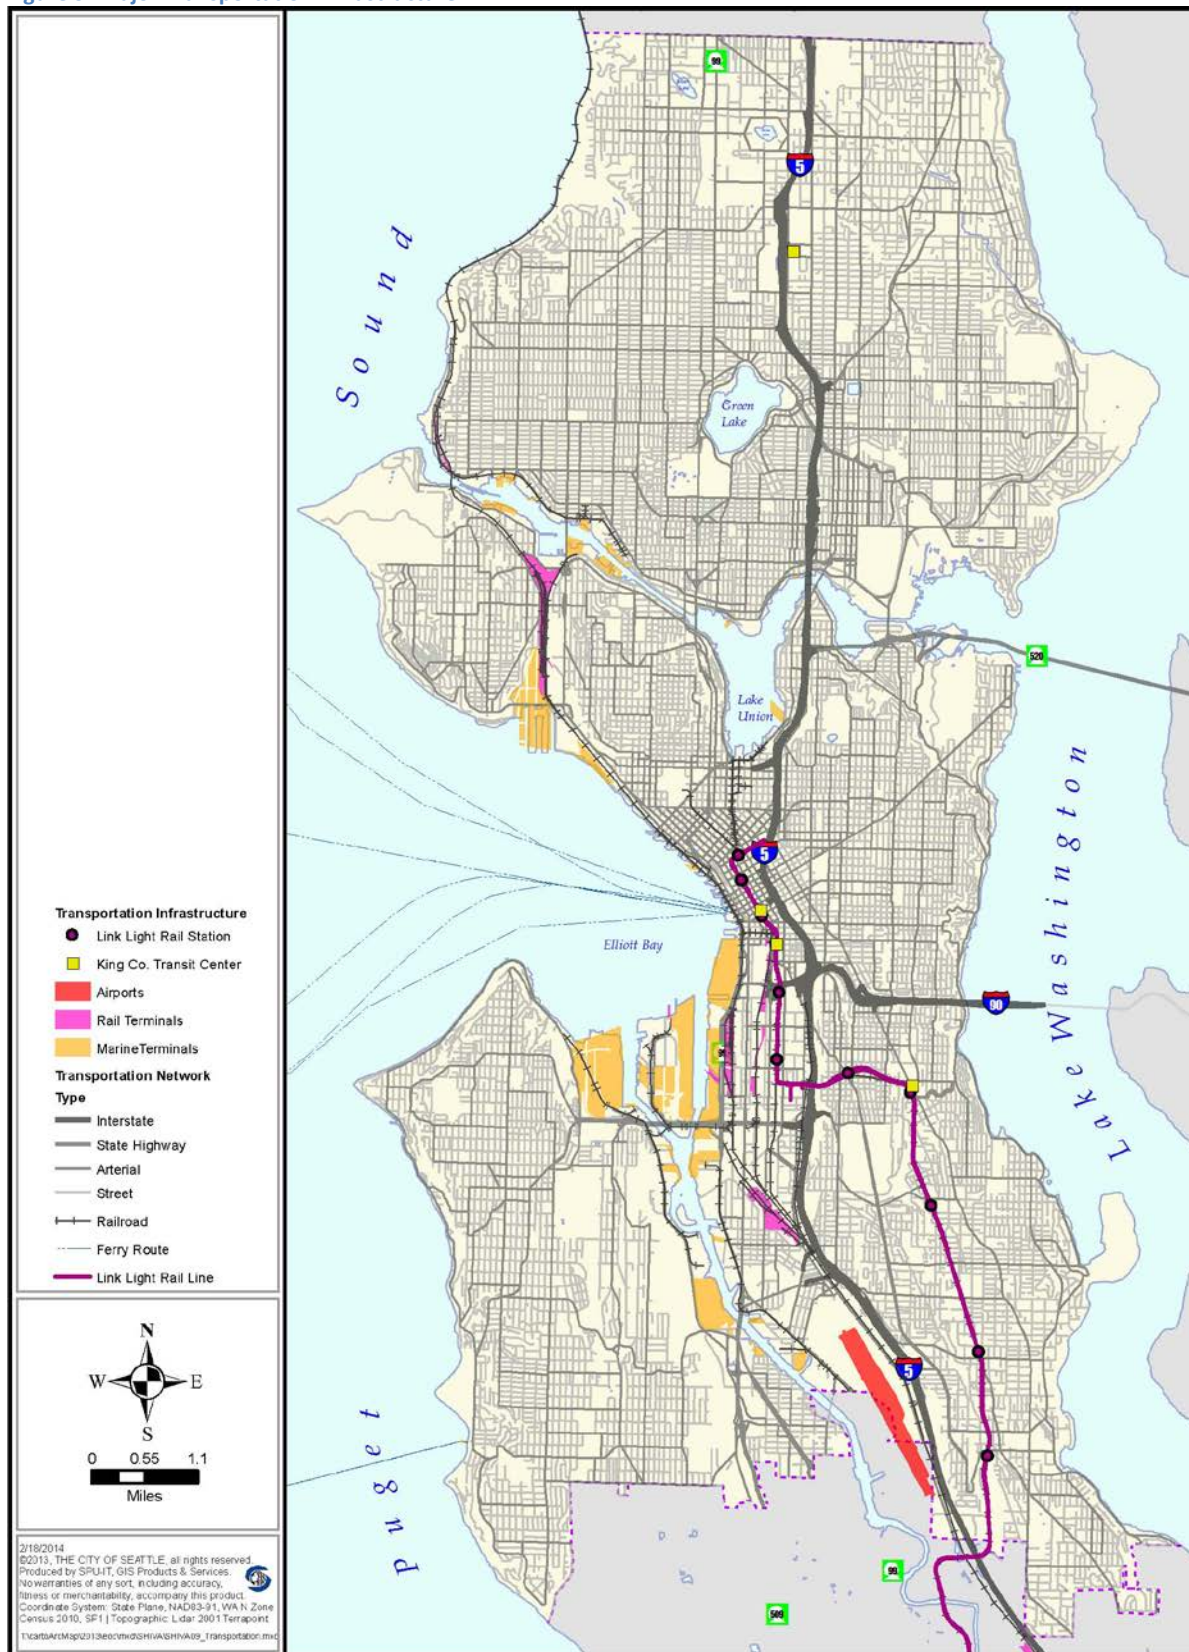 Sound
Green
Lake
Lake
Union
Elliott Bay
Lake Washington
Puget
99
5
520
5
90
5
99
509
Transportation Infrastructure
Link Light Rail Station
King Co. Transit Center
Airports
Rail Terminals
MarineTerminals
Transportation Network
Type
Interstate
State Highway
Arterial
Street
Railroad
Ferry Route
Link Light Rail Line
N
W E
S
0 0.55 1.1
Miles
2/18/2014
©2013, THE CITY OF SEATTLE, all rights reserved.
Produced by SPU-IT, GIS Products & Services.
No warranties of any sort, including accuracy,
fitness or merchantability, accompany this product.
Coordinate System: State Plane, NAD83-91, WA N Zone
Census 2010, SF1 | Topographic: Lidar 2001 Terrapoint